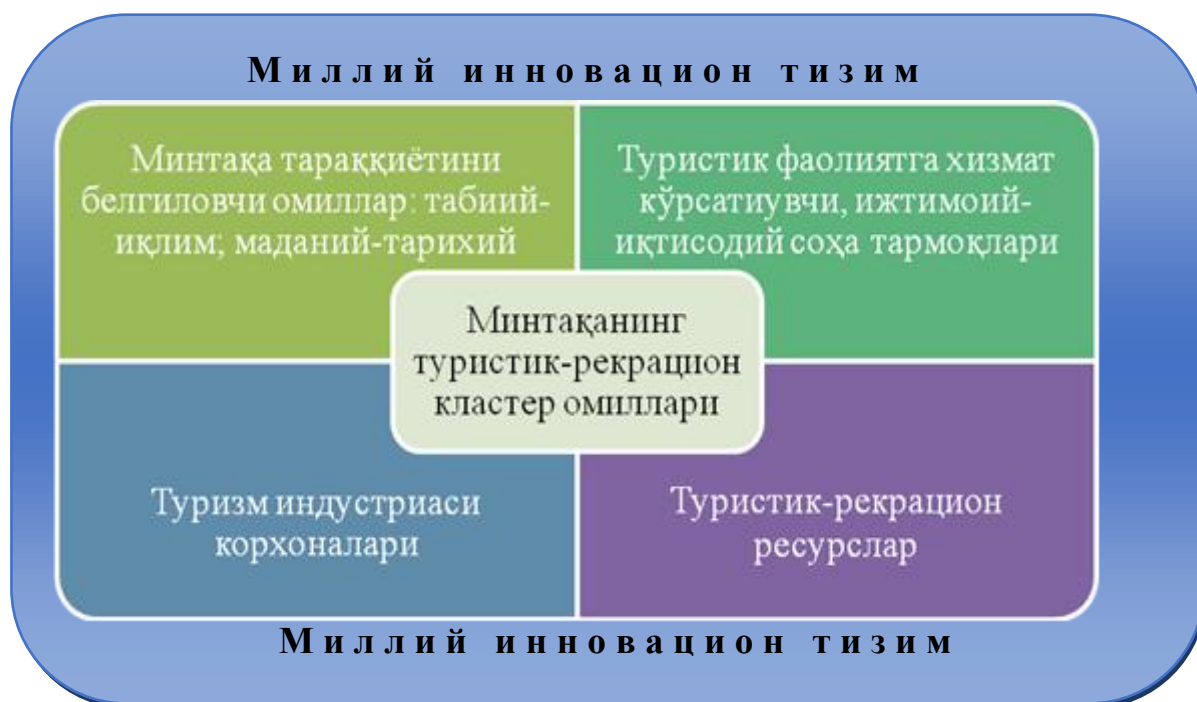 Миллий инновацион тизим
Минтақа тараққиётини
белгиловчи омиллар: табиий-
иқлим; маданий-тарихий
Туристик фаолиятга хизмат
кўрсатиувчи, ижтимоий-
иқтисодий соҳа тармоқлари
Минтақанинг
туристик-рекрацион
кластер омиллари
Туризм индустриаси
корхоналари
Туристик-рекрацион
ресурслар
Миллий инновацион тизим